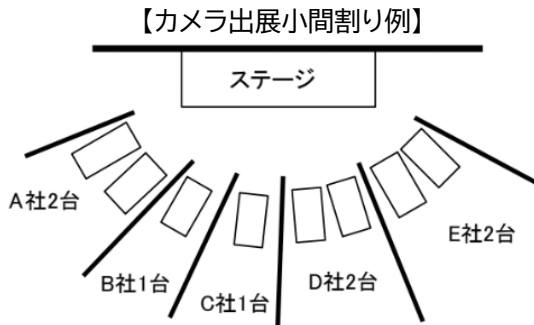 【カメラ出展小間割り例】
ステージ
A社2台
B社1台
C社1台
D社2台
E社2台